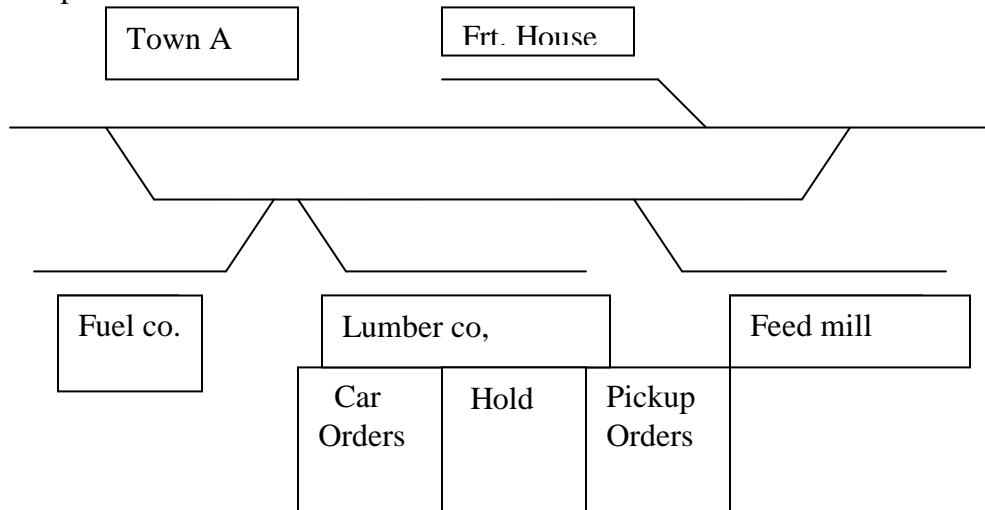 Town A
Frt. House
Fuel co.
Lumber co,
Feed mill
Car
Orders
Hold
Pickup
Orders